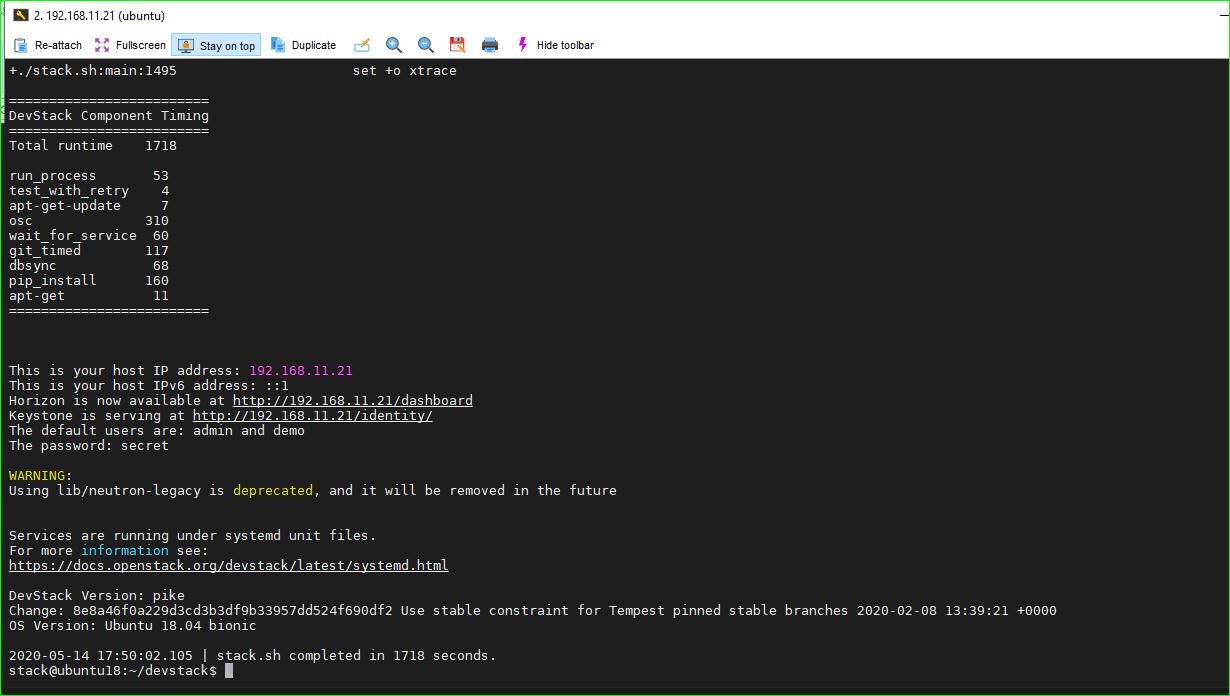 2. 192.168.11.21 (ubuntu)
Re-attach Fullscreen Stay on top Duplicate Hide toolbar
+./stack.sh:main:1495                      set +o xtrace
=========================
DevStack Component Timing
=========================
Total runtime    1718
run_process       53
test_with_retry    4
apt-get-update     7
osc              310
wait_for_service  60
git_timed        117
dbsync            68
pip_install      160
apt-get           11
=========================
This is your host IP address: 192.168.11.21
This is your host IPv6 address: ::1
Horizon is now available at http://192.168.11.21/dashboard
Keystone is serving at http://192.168.11.21/identity/
The default users are: admin and demo
The password: secret
WARNING:
Using lib/neutron-legacy is deprecated, and it will be removed in the future
Services are running under systemd unit files.
For more information see:
https://docs.openstack.org/devstack/latest/systemd.html
DevStack Version: pike
Change: 8e8a46f0a229d3cd3b3df9b33957dd524f690df2 Use stable constraint for Tempest pinned stable branches 2020-02-08 13:39:21 +0000
OS Version: Ubuntu 18.04 bionic
2020-05-14 17:50:02.105 | stack.sh completed in 1718 seconds.
stack@ubuntu18:~/devstack$